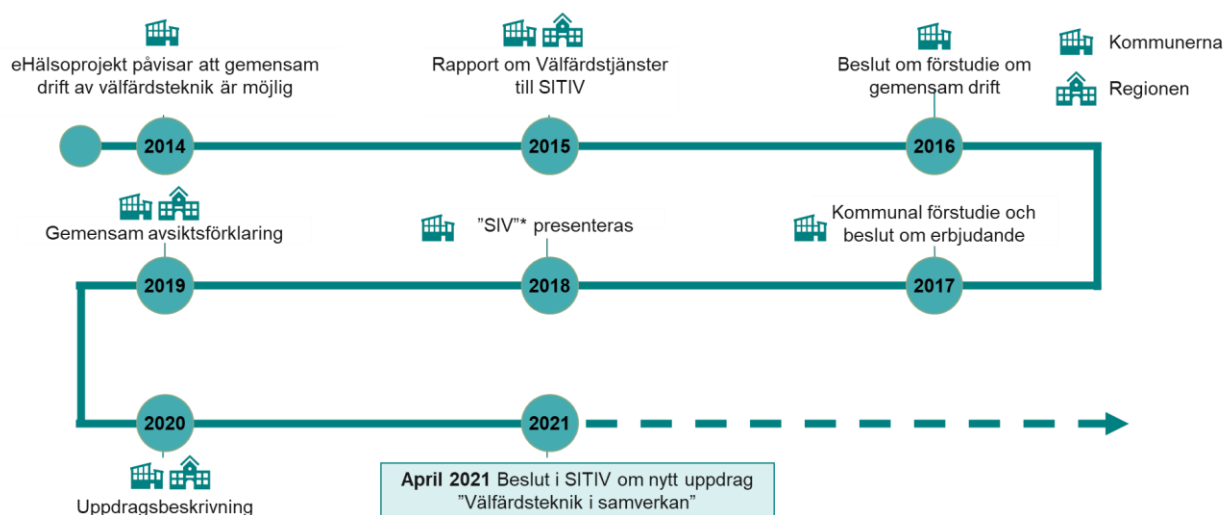 eHälsoprojekt påvisar att gemensam
drift av välfärdsteknik är möjlig
Rapport om Välfärdstjänster
till SITIV
Beslut om förstudie om
gemensam drift
Kommunerna
Regionen
2014
2015
2016
Gemensam avsiktsförklaring
”SIV”* presenteras
Kommunal förstudie och
beslut om erbjudande
2019
2018
2017
2020
2021
Uppdragsbeskrivning
April 2021 Beslut i SITIV om nytt uppdrag
”Välfärdsteknik i samverkan”